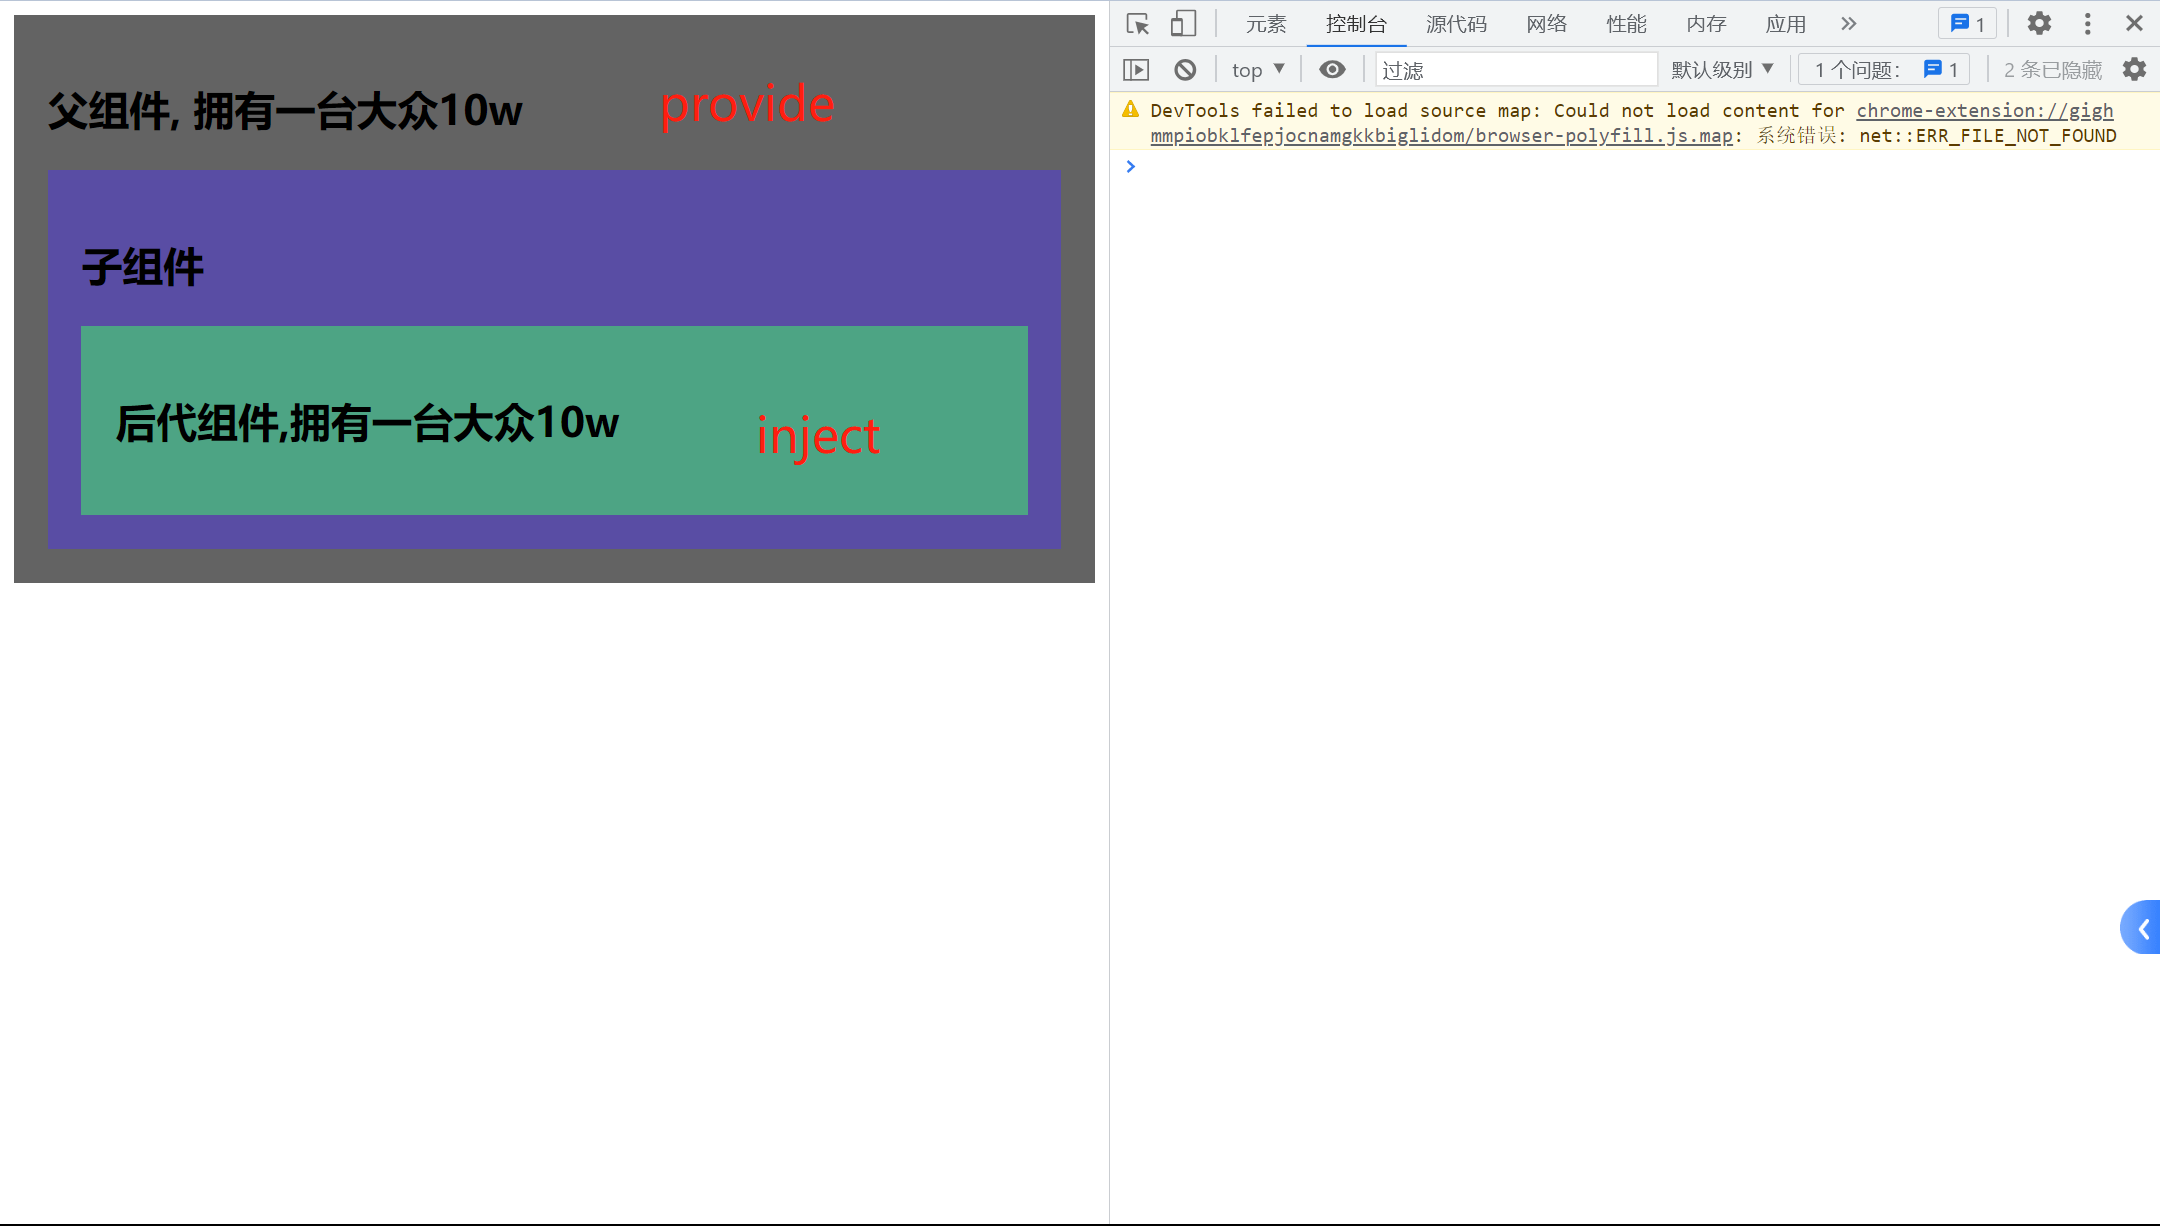 父组件, 拥有一台大众10w
provide
子组件
后代组件,拥有一台大众10w
inject
元素 控制台 源代码 网络 性能 内存 应用 1
top 过滤 默认级别 1 个问题: 1 2 条已隐藏
DevTools failed to load source map: Could not load content for chrome-extension://gigh
mmpiobklfepjocnamgkkbiglidom/browser-polyfill.js.map: 系统错误: net::ERR_FILE_NOT_FOUND